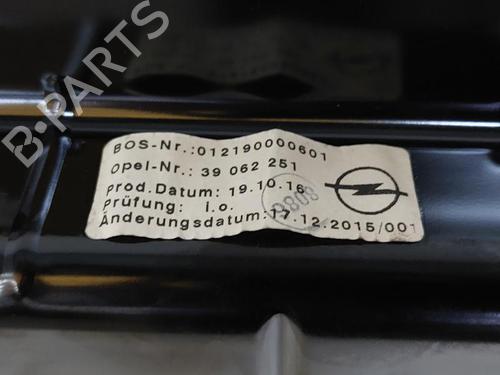 B-PARTS
BOS-Nr.:012190000601
Opel-Nr.: 39 062 251
Prod.Datum: 19.10.16
Prüfung: i.o.
Änderungsdatum:17.12.2015/001